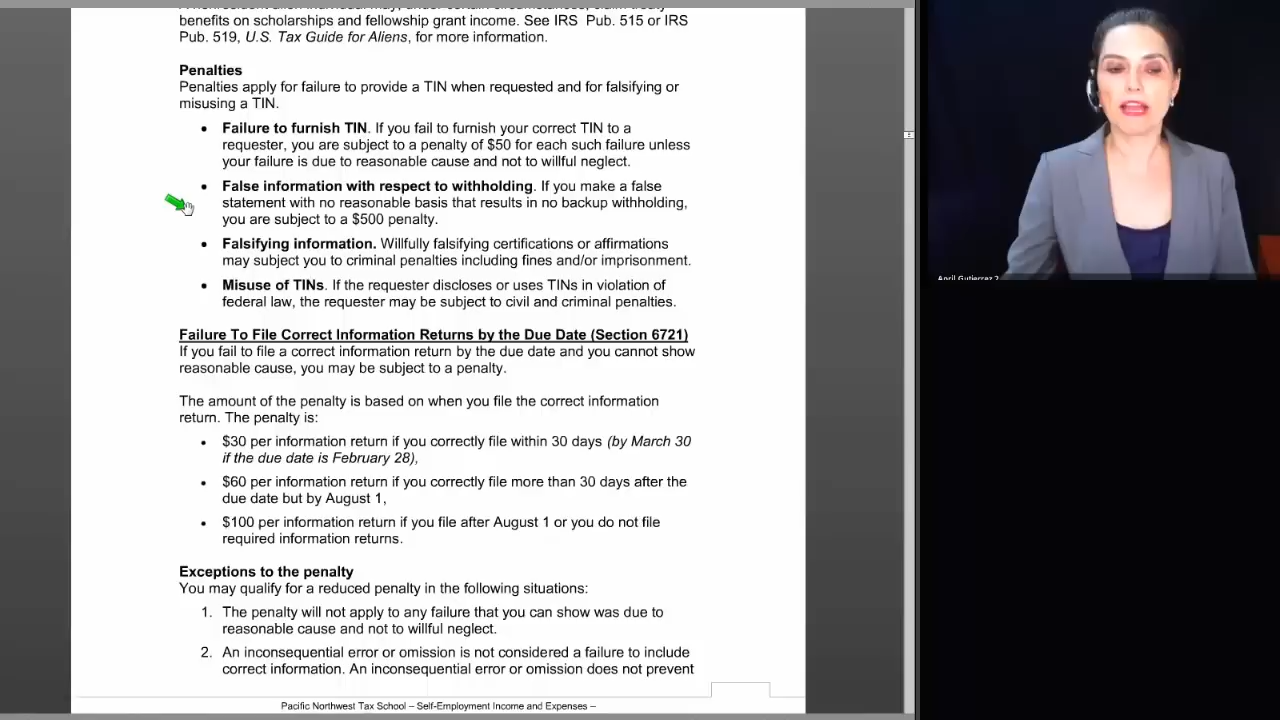 benefits on scholarships and fellowship grant income. See IRS  Pub. 515 or IRS
Pub. 519, U.S. Tax Guide for Aliens, for more information.
Penalties
Penalties apply for failure to provide a TIN when requested and for falsifying or
misusing a TIN.
• Failure to furnish TIN. If you fail to furnish your correct TIN to a
requester, you are subject to a penalty of $50 for each such failure unless
your failure is due to reasonable cause and not to willful neglect.
• False information with respect to withholding. If you make a false
statement with no reasonable basis that results in no backup withholding,
you are subject to a $500 penalty.
• Falsifying information. Willfully falsifying certifications or affirmations
may subject you to criminal penalties including fines and/or imprisonment.
• Misuse of TINs. If the requester discloses or uses TINs in violation of
federal law, the requester may be subject to civil and criminal penalties.
Failure To File Correct Information Returns by the Due Date (Section 6721)
If you fail to file a correct information return by the due date and you cannot show
reasonable cause, you may be subject to a penalty.
The amount of the penalty is based on when you file the correct information
return. The penalty is:
• $30 per information return if you correctly file within 30 days (by March 30
if the due date is February 28),
• $60 per information return if you correctly file more than 30 days after the
due date but by August 1,
• $100 per information return if you file after August 1 or you do not file
required information returns.
Exceptions to the penalty
You may qualify for a reduced penalty in the following situations:
1. The penalty will not apply to any failure that you can show was due to
reasonable cause and not to willful neglect.
2. An inconsequential error or omission is not considered a failure to include
correct information. An inconsequential error or omission does not prevent
Pacific Northwest Tax School – Self-Employment Income and Expenses –
April Gutierrez 2